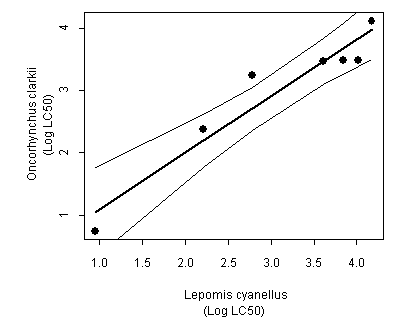 Oncorhynchus clarkii
(Log LC50)
4
3
2
1
1.0 1.5 2.0 2.5 3.0 3.5 4.0
Lepomis cyanellus
(Log LC50)